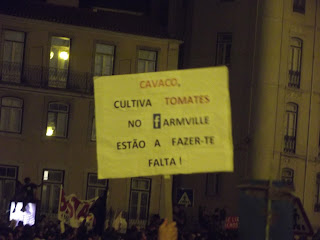 CAVACO,
CULTIVA TOMATES
NO fARMVILLE
ESTÃO A FAZER-TE
FALTA!